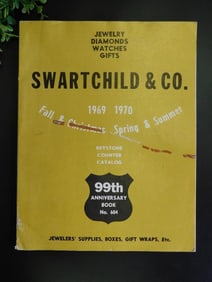 JEWELRY
DIAMONDS
WATCHES
GIFTS
SWARTCHILD & CO.
1969 1970
Fall & Christmas Spring & Summer
KEYSTONE
COUNTER
CATALOG
99th
ANNIVERSARY
BOOK
No. 604
JEWELERS' SUPPLIES, BOXES, GIFT WRAPS, Etc.